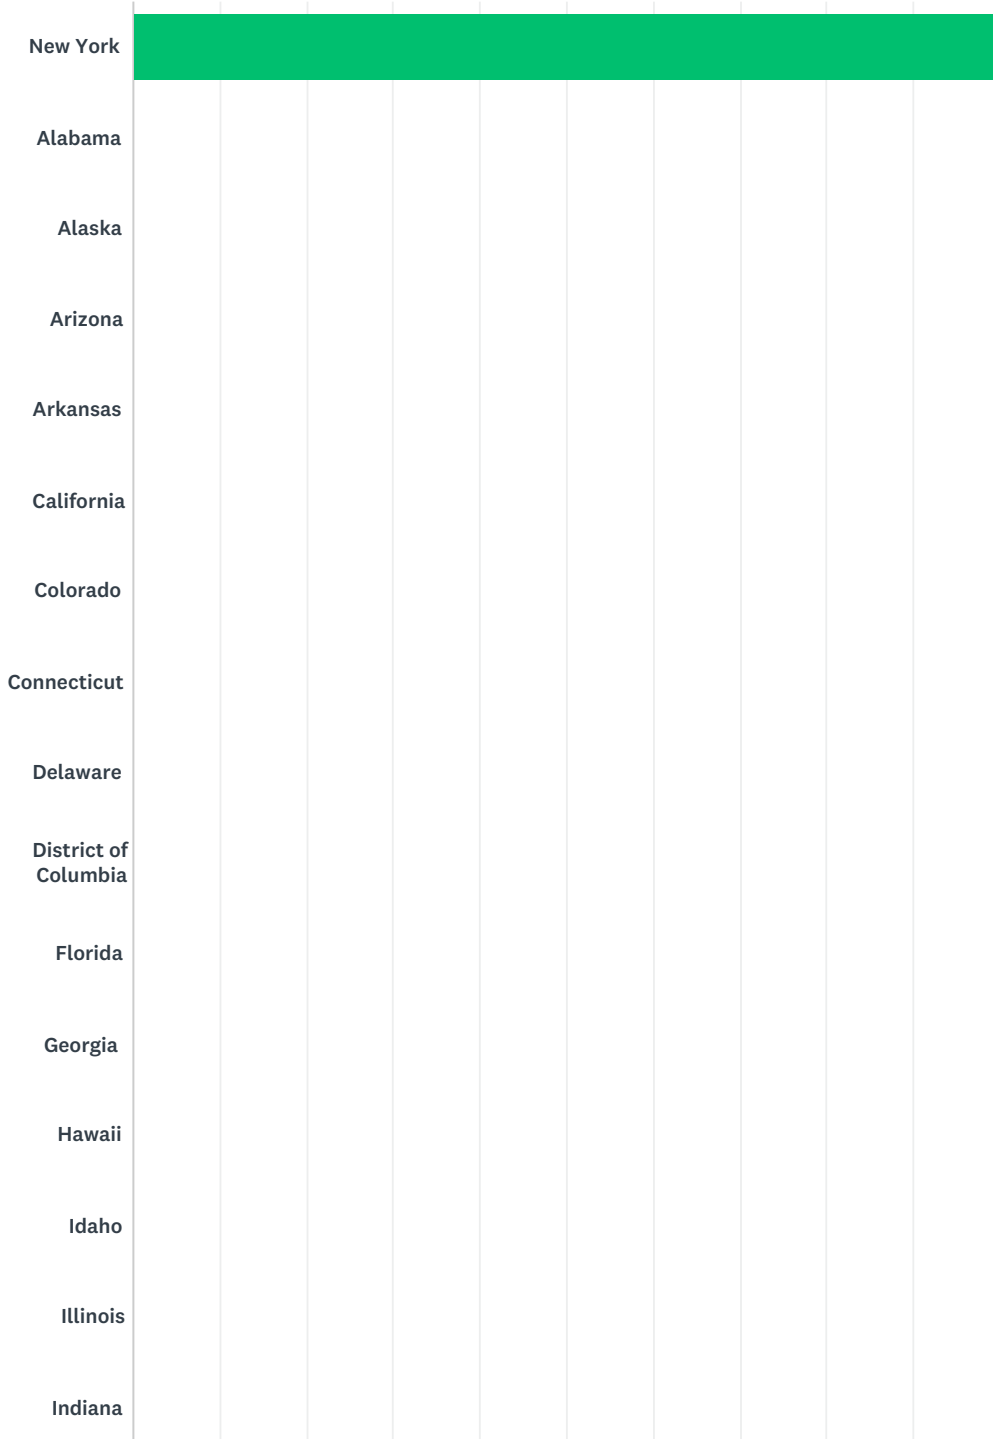 New York
Alabama
Alaska
Arizona
Arkansas
California
Colorado
Connecticut
Delaware
District of
Columbia
Florida
Georgia
Hawaii
Idaho
Illinois
Indiana